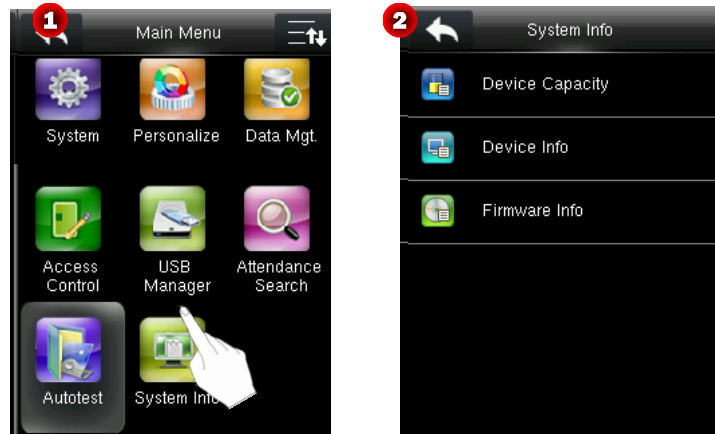 1
Main Menu
System
Personalize
Data Mgt.
Access
Control
USB
Manager
Attendance
Search
Autotest
System Info
2
System Info
Device Capacity
Device Info
Firmware Info